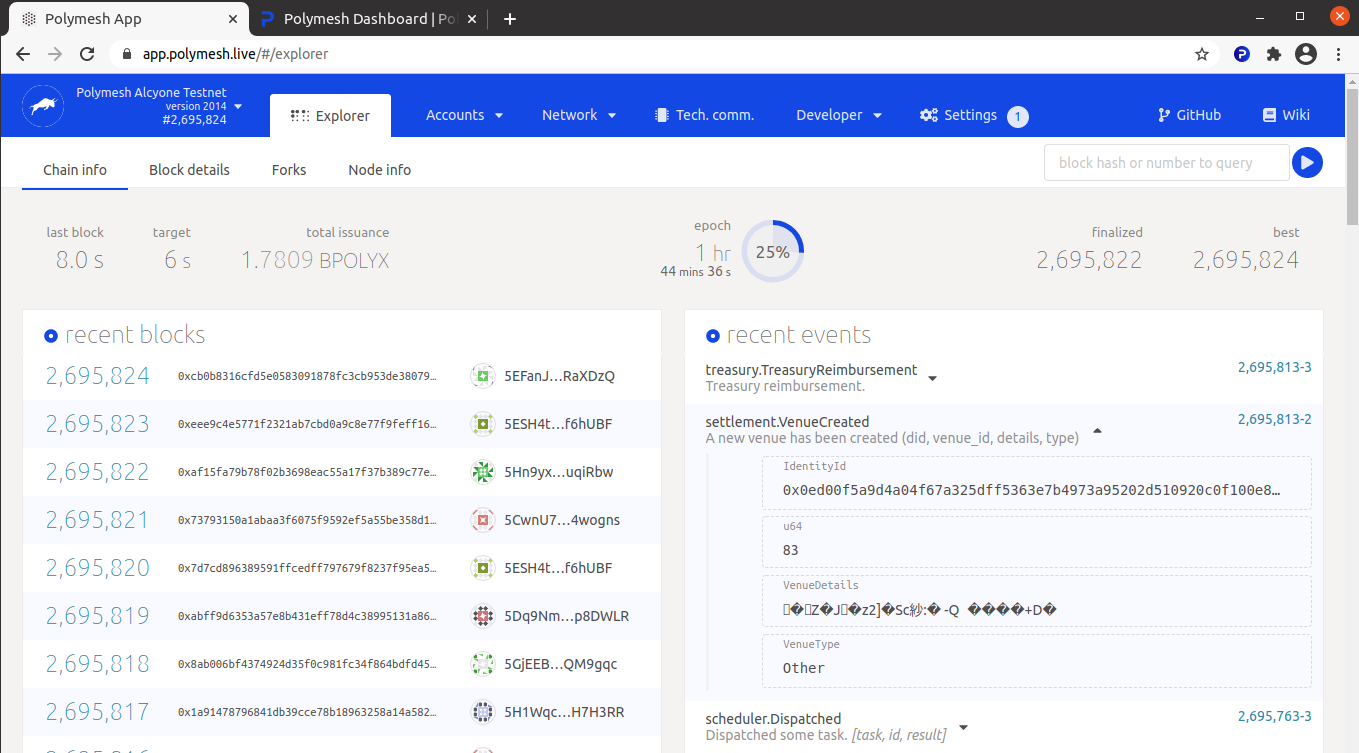 Polymesh App
Polymesh Dashboard | Po
app.polymesh.live/#/explorer
Polymesh Alcyone Testnet
version 2014
#2,695,824
Explorer
Accounts
Network
Tech. comm.
Developer
Settings
1
GitHub
Wiki
Chain info
Block details
Forks
Node info
block hash or number to query
last block
8.0 s
target
6 s
total issuance
1.7809 BPOLYX
epoch
1 hr
44 mins 36 s
25%
finalized
2,695,822
best
2,695,824
recent blocks
2,695,824 0xcb0b8316cfd5e0583091878fc3cb953de38079… 5EFanJ…RaXDzQ
2,695,823 0xeee9c4e5771f2321ab7cbd0a9c8e77f9feff16… 5ESH4t…f6hUBF
2,695,822 0xaf15fa79b78f02b3698eac55a17f37b389c77e… 5Hn9yx…uqiRbw
2,695,821 0x73793150a1abaa3f6075f9592ef5a55be358d1… 5CwnU7…4wogns
2,695,820 0x7d7cd896389591ffcedff797679f8237f95ea5… 5ESH4t…f6hUBF
2,695,819 0xabff9d6353a57e8b431eff78d4c38995131a86… 5Dq9Nm…p8DWLR
2,695,818 0x8ab006bf4374924d35f0c981fc34f864bdfd45… 5GjEEB…QM9gqc
2,695,817 0x1a91478796841db39cce78b18963258a14a582… 5H1Wqc…H7H3RR
recent events
treasury.TreasuryReimbursement 2,695,813-3
Treasury reimbursement.
settlement.VenueCreated 2,695,813-2
A new venue has been created (did, venue_id, details, type)
IdentityId
0x0ed00f5a9d4a04f67a325dff5363e7b4973a95202d510920c0f100e8…
u64
83
VenueDetails
�Z�J�z2]�Sc紗:�-Q ����+D�
VenueType
Other
scheduler.Dispatched 2,695,763-3
Dispatched some task. [task, id, result]